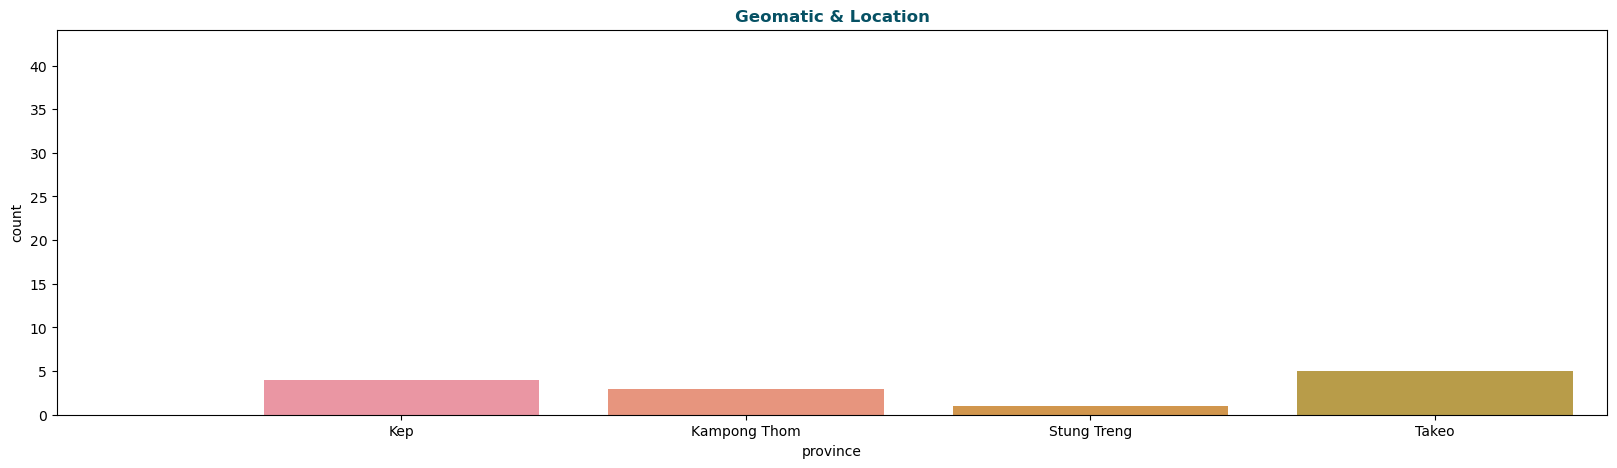 Geomatic & Location
40
35
30
25
20
15
10
5
0
count
Kep
Kampong Thom
Stung Treng
Takeo
province